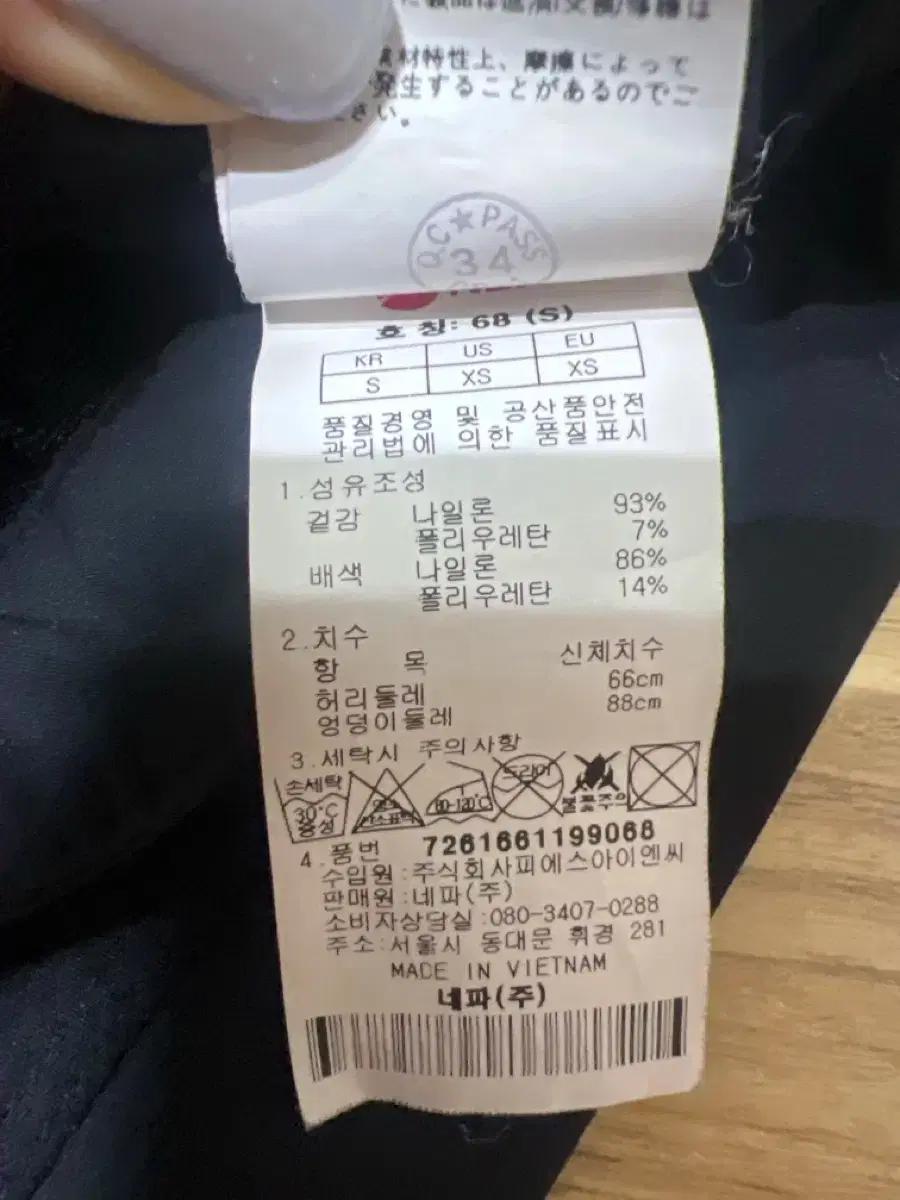 材特性上、摩擦によって
発生することがあるのでご
さい。
QC★PASS
34
호 칭: 68 (S)
KR US EU
S XS XS
품질경영 및 공산품안전
관리법에 의한 품질표시
1.섬유조성
겉감 나일론 93%
폴리우레탄 7%
배색 나일론 86%
폴리우레탄 14%
2.치수
항 목 신체치수
허리둘레 66cm
엉덩이둘레 88cm
3.세탁시 주의사항
손세탁 30°C 중성 염소 산소표백 80-120°C 드라이 불꽃주의
4.품번 7261661199068
수입원:주식회사피에스아이엔씨
판매원:네파(주)
소비자상담실:080-3407-0288
주소:서울시 동대문 휘경 281
MADE IN VIETNAM
네파(주)